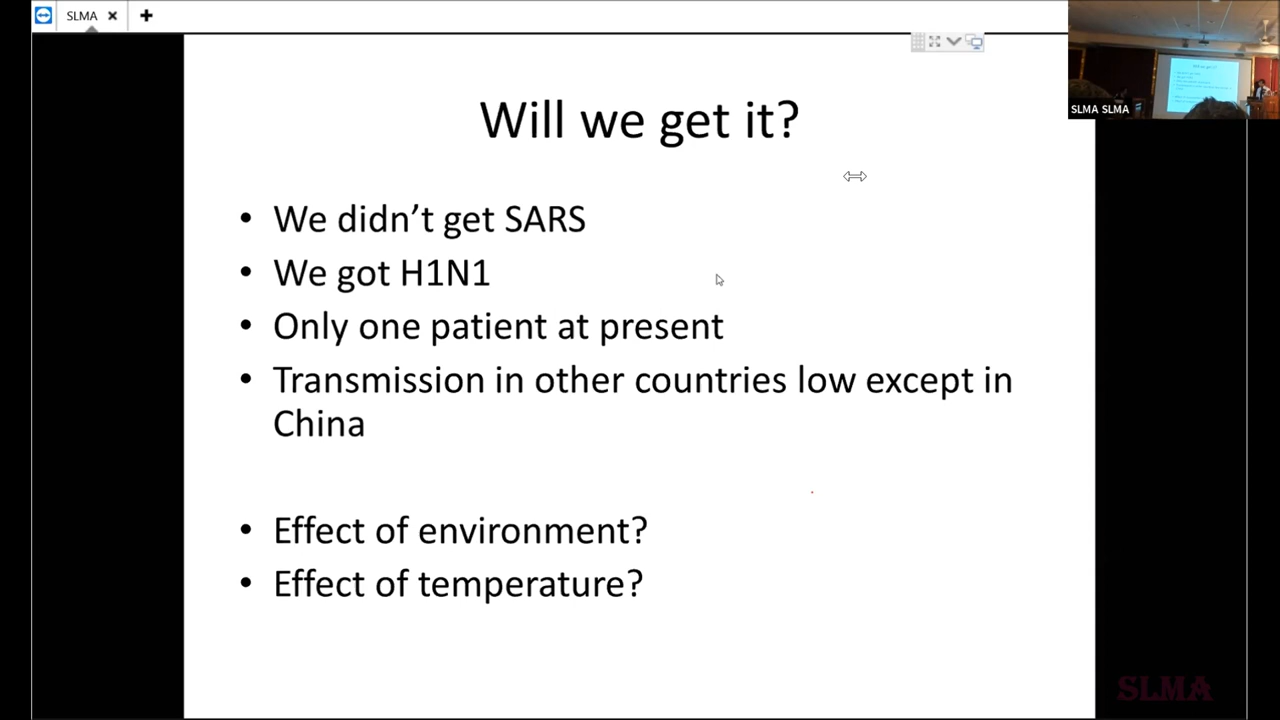 SLMA
Will we get it?
SLMA SLMA
• We didn't get SARS
• We got H1N1
• Only one patient at present
• Transmission in other countries low except in
China
• Effect of environment?
• Effect of temperature?
SLMA